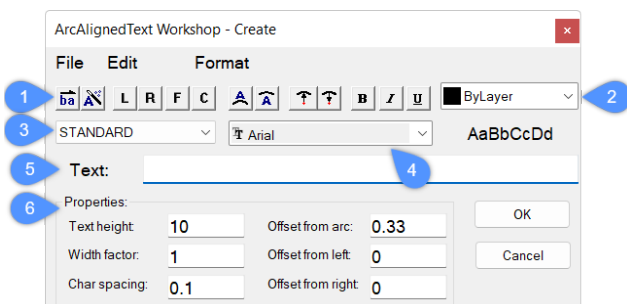 ArcAlignedText Workshop - Create ×
File Edit Format
1 ba A L R F C A A T T B I U ByLayer 2
3 STANDARD T Arial AaBbCcDd
5 Text: 4
6 Properties:
Text height: 10 Offset from arc: 0.33 OK
Width factor: 1 Offset from left: 0 Cancel
Char spacing: 0.1 Offset from right: 0